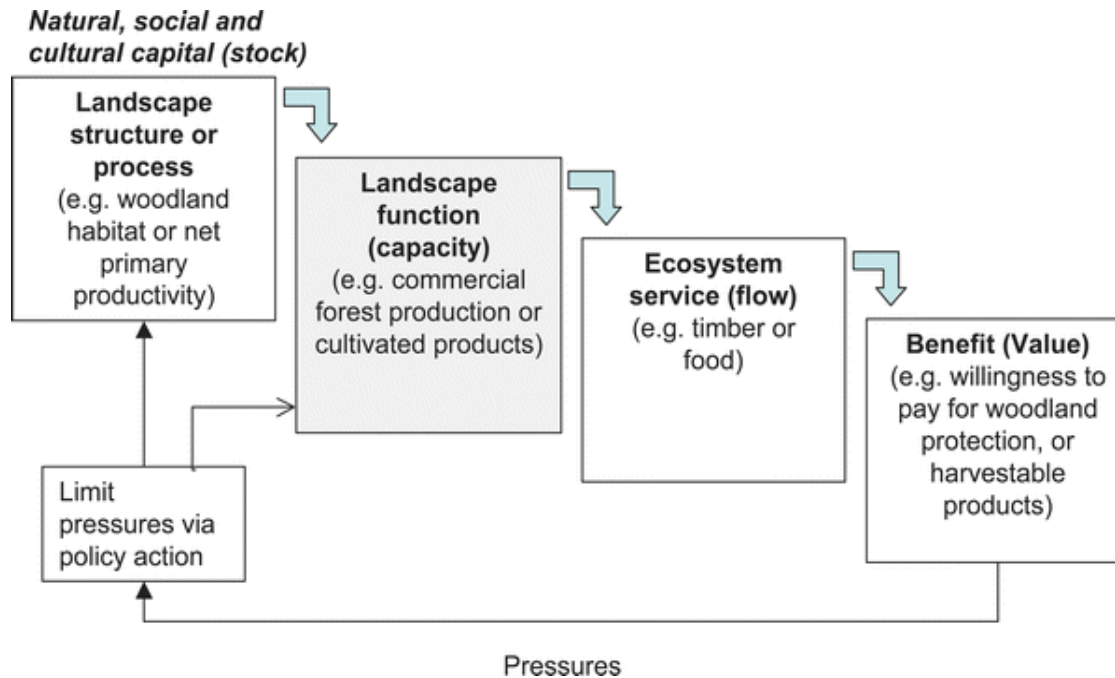 Natural, social and
cultural capital (stock)
Landscape
structure or
process
(e.g. woodland
habitat or net
primary
productivity)
Landscape
function
(capacity)
(e.g. commercial
forest production or
cultivated products)
Ecosystem
service (flow)
(e.g. timber or
food)
Benefit (Value)
(e.g. willingness to
pay for woodland
protection, or
harvestable
products)
Limit
pressures via
policy action
Pressures